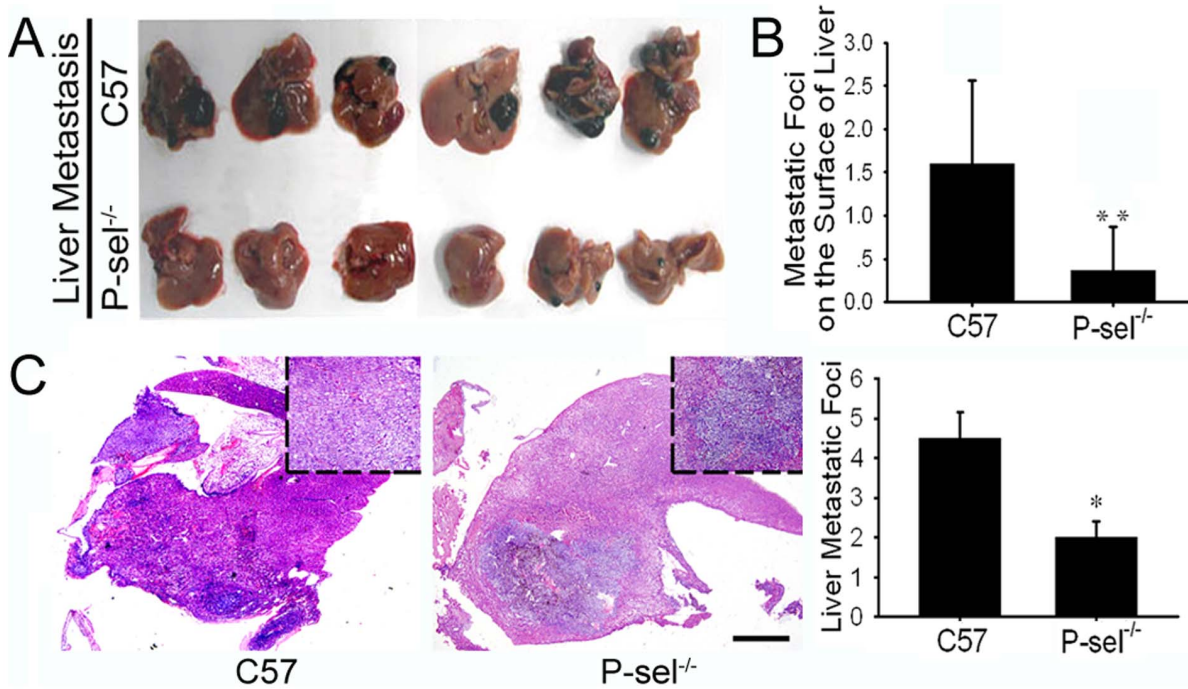 A
Liver Metastasis
C57
P-sel-/-
B
Metastatic Foci
on the Surface of Liver
3.0
2.5
2.0
1.5
1.0
.5
0.0
**
C57
P-sel-/-
C
C57
P-sel-/-
Liver Metastatic Foci
6
5
4
3
2
1
0
*
C57
P-sel-/-